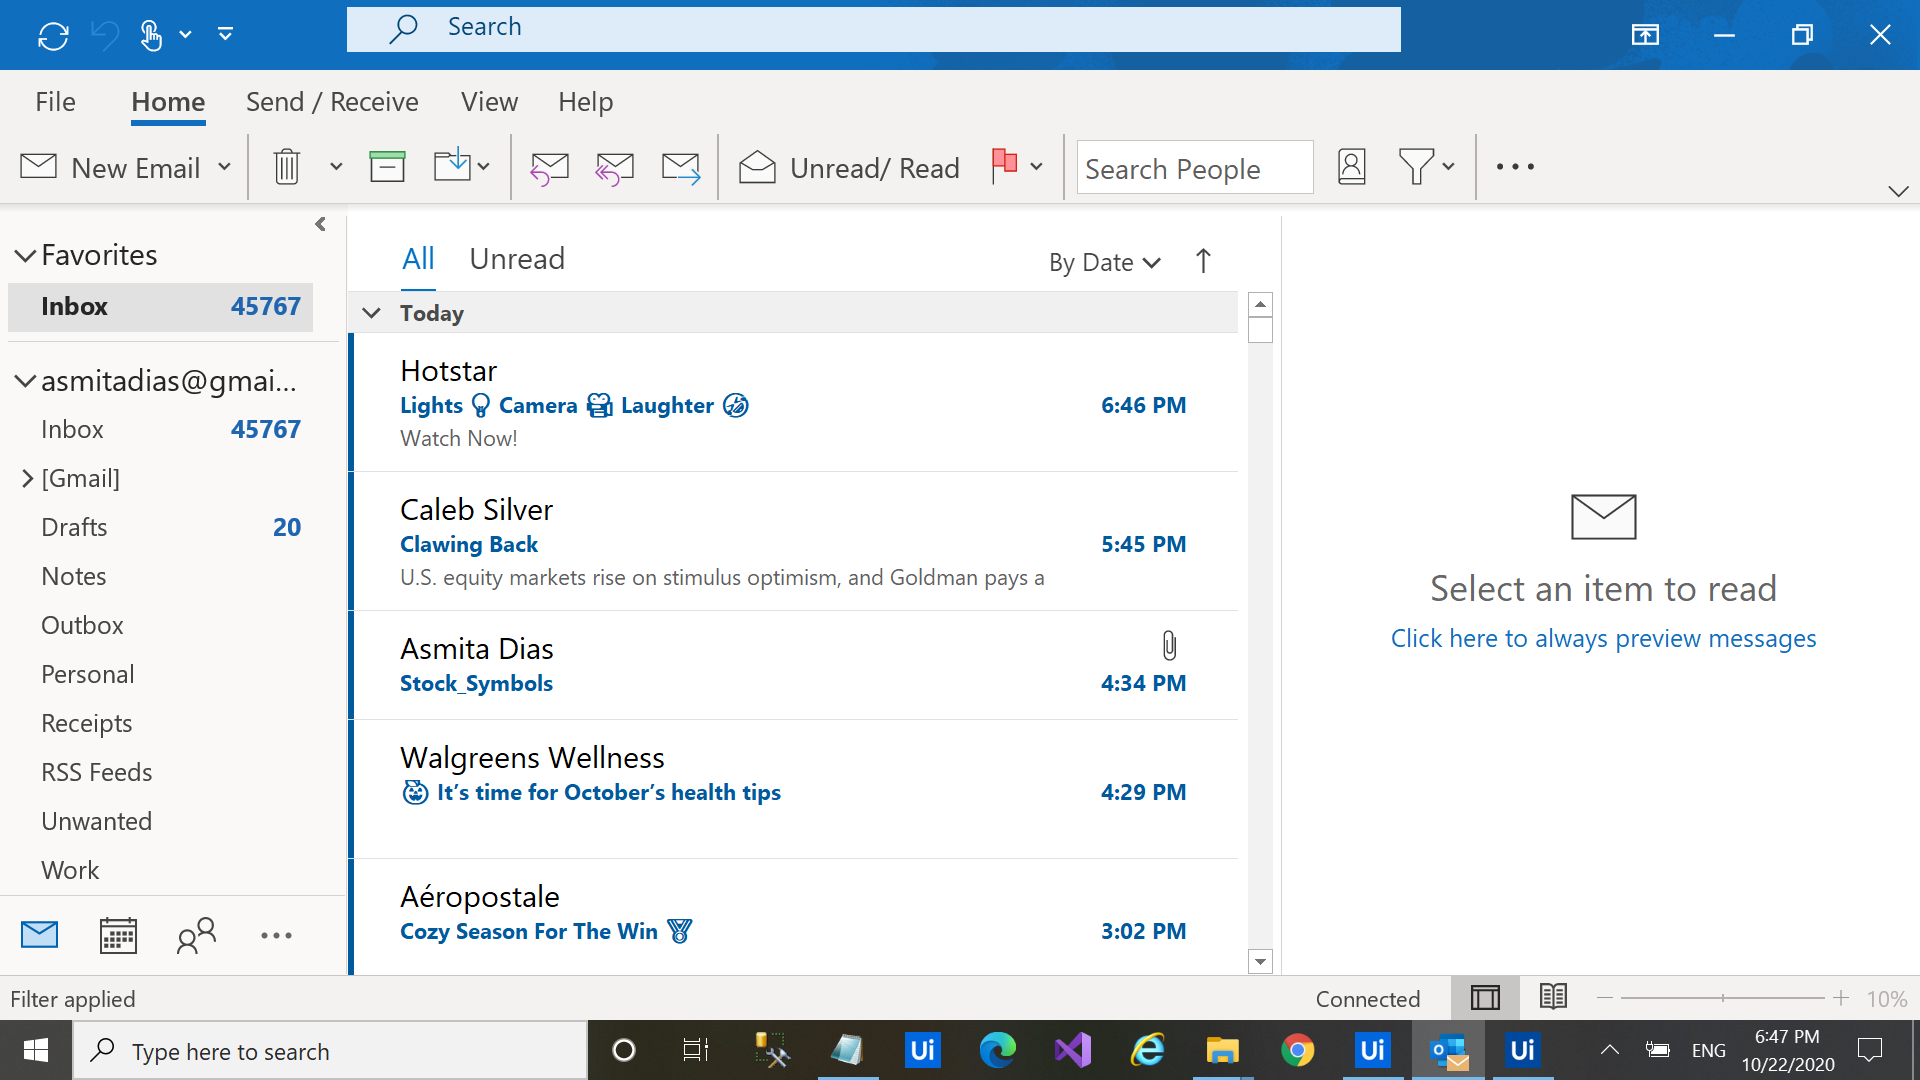 Search
File Home Send / Receive View Help
New Email Unread/ Read Search People
Favorites
Inbox 45767
asmitadias@gmai...
Inbox 45767
[Gmail]
Drafts 20
Notes
Outbox
Personal
Receipts
RSS Feeds
Unwanted
Work
All Unread By Date
Today
Hotstar
Lights Camera Laughter 6:46 PM
Watch Now!
Caleb Silver
Clawing Back 5:45 PM
U.S. equity markets rise on stimulus optimism, and Goldman pays a
Asmita Dias
Stock_Symbols 4:34 PM
Walgreens Wellness
It’s time for October’s health tips 4:29 PM
Aéropostale
Cozy Season For The Win 3:02 PM
Select an item to read
Click here to always preview messages
Filter applied Connected 10%
Type here to search Ui Ui Ui ENG 6:47 PM
10/22/2020